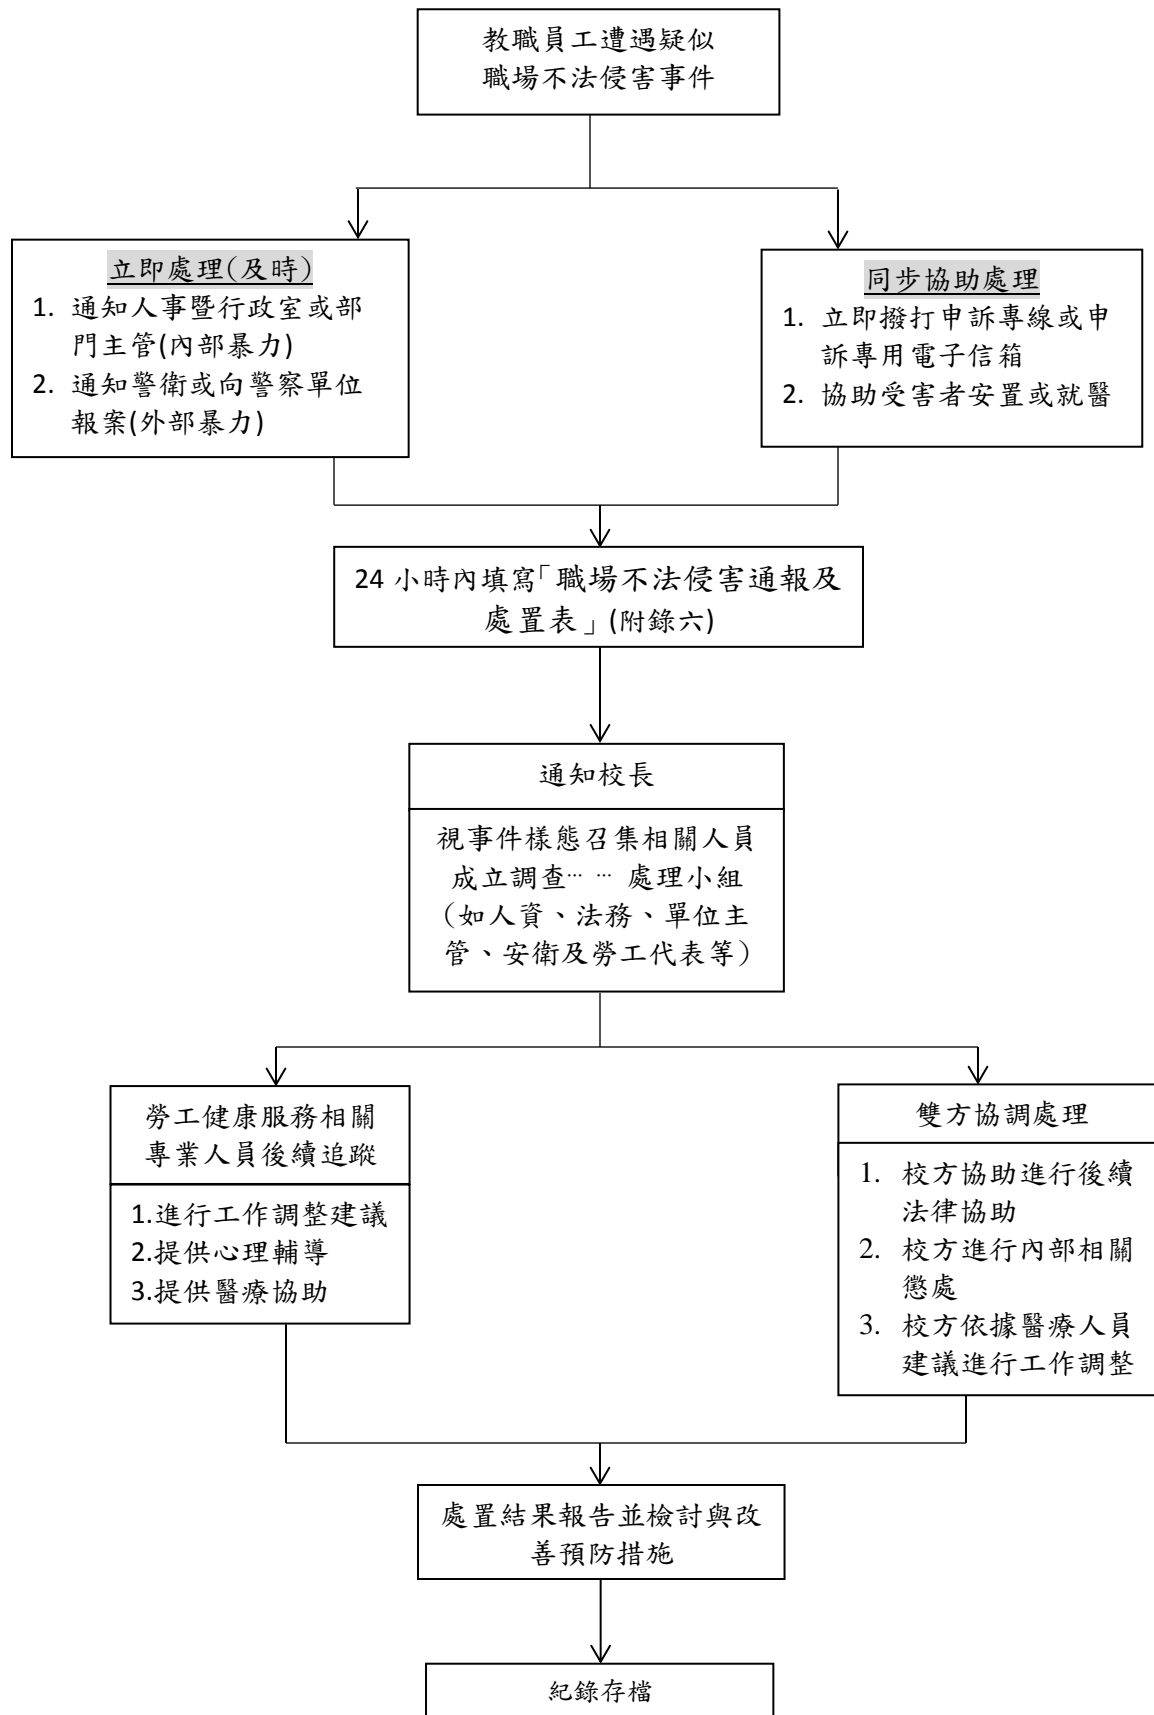 教職員工遭遇疑似
職場不法侵害事件
立即處理(及時)
1. 通知人事暨行政室或部
門主管(內部暴力)
2. 通知警衛或向警察單位
報案(外部暴力)
同步協助處理
1. 立即撥打申訴專線或申
訴專用電子信箱
2. 協助受害者安置或就醫
24 小時內填寫「職場不法侵害通報及
處置表」(附錄六)
通知校長
視事件樣態召集相關人員
成立調查… … 處理小組
(如人資、法務、單位主
管、安衛及勞工代表等)
勞工健康服務相關
專業人員後續追蹤
1.進行工作調整建議
2.提供心理輔導
3.提供醫療協助
雙方協調處理
1. 校方協助進行後續
法律協助
2. 校方進行內部相關
懲處
3. 校方依據醫療人員
建議進行工作調整
處置結果報告並檢討與改
善預防措施
紀錄存檔